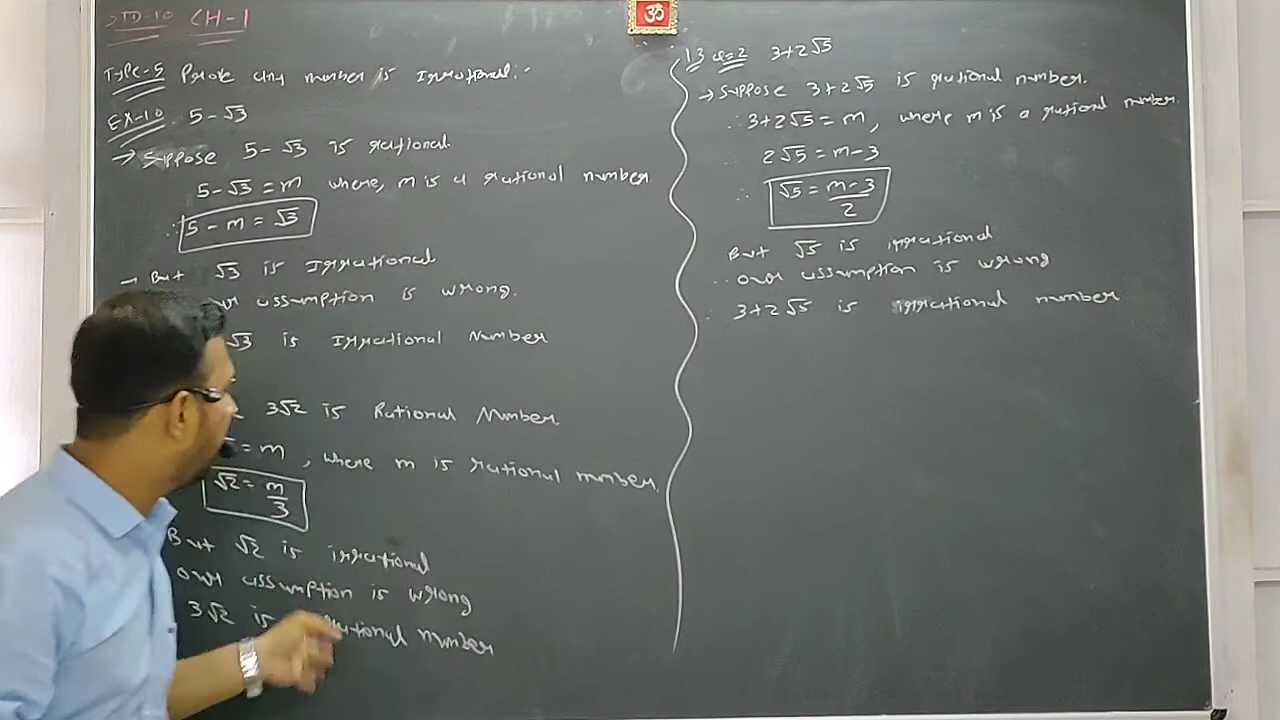 STD-10 CH-1
Type-5 Prove any number is Irrational:-
EX-10. 5-√3
→ Suppose 5-√3 is rational.
5-√3 = m where, m is a rational number
∴ 5-m = √3
→ But √3 is Irrational
our assumption is wrong.
√3 is Irrational Number
3√2 is Rational Number
= m, where m is rational number.
√2 = m/3
But √2 is irrational
our assumption is wrong
3√2 is number
ॐ
1.3 Q=2 3+2√5
→ Suppose 3+2√5 is rational number.
∴ 3+2√5 = m, where m is a rational number.
∴ 2√5 = m-3
∴ √5 = m-3/2
But √5 is irrational
∴ our assumption is wrong
∴ 3+2√5 is irrational number